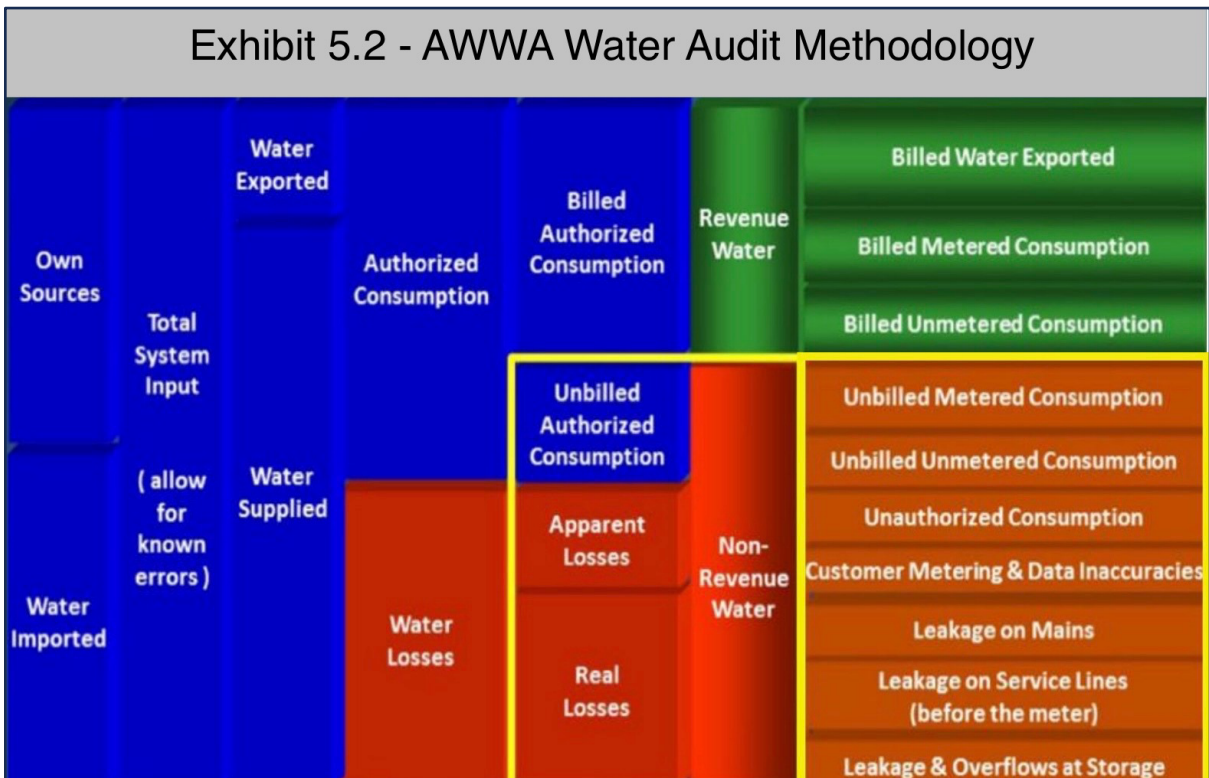 Exhibit 5.2 - AWWA Water Audit Methodology
Own
Sources
Water
Imported
Total
System
Input
( allow
for
known
errors )
Water
Exported
Water
Supplied
Authorized
Consumption
Water
Losses
Billed
Authorized
Consumption
Unbilled
Authorized
Consumption
Apparent
Losses
Real
Losses
Revenue
Water
Non-
Revenue
Water
Billed Water Exported
Billed Metered Consumption
Billed Unmetered Consumption
Unbilled Metered Consumption
Unbilled Unmetered Consumption
Unauthorized Consumption
Customer Metering & Data Inaccuracies
Leakage on Mains
Leakage on Service Lines
(before the meter)
Leakage & Overflows at Storage